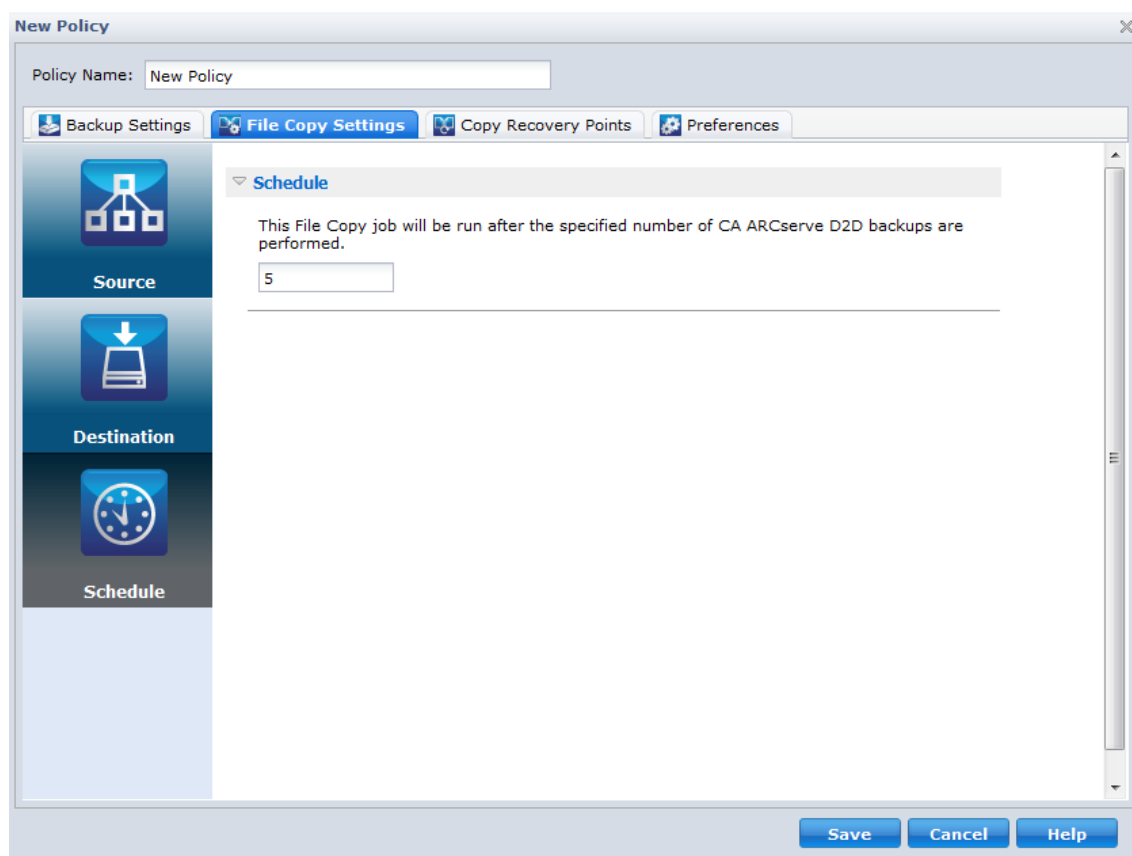 New Policy
Policy Name: New Policy
Backup Settings File Copy Settings Copy Recovery Points Preferences
Source
Destination
Schedule
Schedule
This File Copy job will be run after the specified number of CA ARCserve D2D backups are
performed.
5
Save Cancel Help